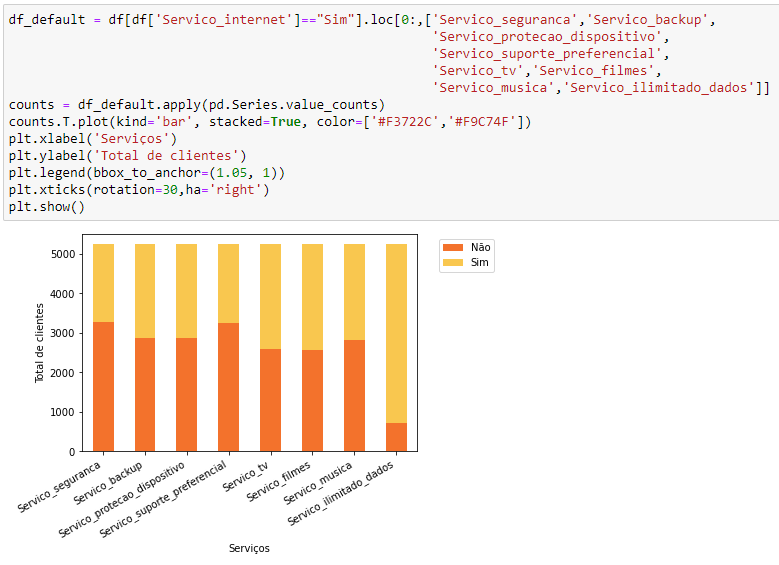 df_default = df[df['Servico_internet']=="Sim"].loc[0:,['Servico_seguranca','Servico_backup',
'Servico_protecao_dispositivo',
'Servico_suporte_preferencial',
'Servico_tv','Servico_filmes',
'Servico_musica','Servico_ilimitado_dados']]
counts = df_default.apply(pd.Series.value_counts)
counts.T.plot(kind='bar', stacked=True, color=['#F3722C','#F9C74F'])
plt.xlabel('Serviços')
plt.ylabel('Total de clientes')
plt.legend(bbox_to_anchor=(1.05, 1))
plt.xticks(rotation=30,ha='right')
plt.show()
5000
4000
3000
2000
1000
0
Total de clientes
Não
Sim
Servico_seguranca
Servico_backup
Servico_protecao_dispositivo
Servico_suporte_preferencial
Servico_tv
Servico_filmes
Servico_musica
Servico_ilimitado_dados
Serviços